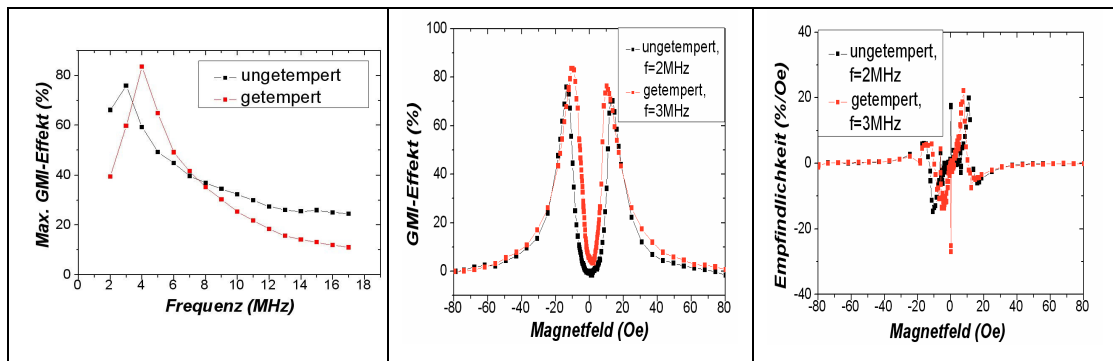 Max. GMI-Effekt (%)
80
60
40
20
0
ungetempert
getempert
0 2 4 6 8 10 12 14 16 18
Frequenz (MHz)
GMI-Effekt (%)
100
80
60
40
20
0
ungetempert,
f=2MHz
getempert,
f=3MHz
-80 -60 -40 -20 0 20 40 60 80
Magnetfeld (Oe)
Empfindlichkeit (%/Oe)
40
20
0
-20
-40
ungetempert,
f=2MHz
getempert,
f=3MHz
-80 -60 -40 -20 0 20 40 60 80
Magnetfeld (Oe)